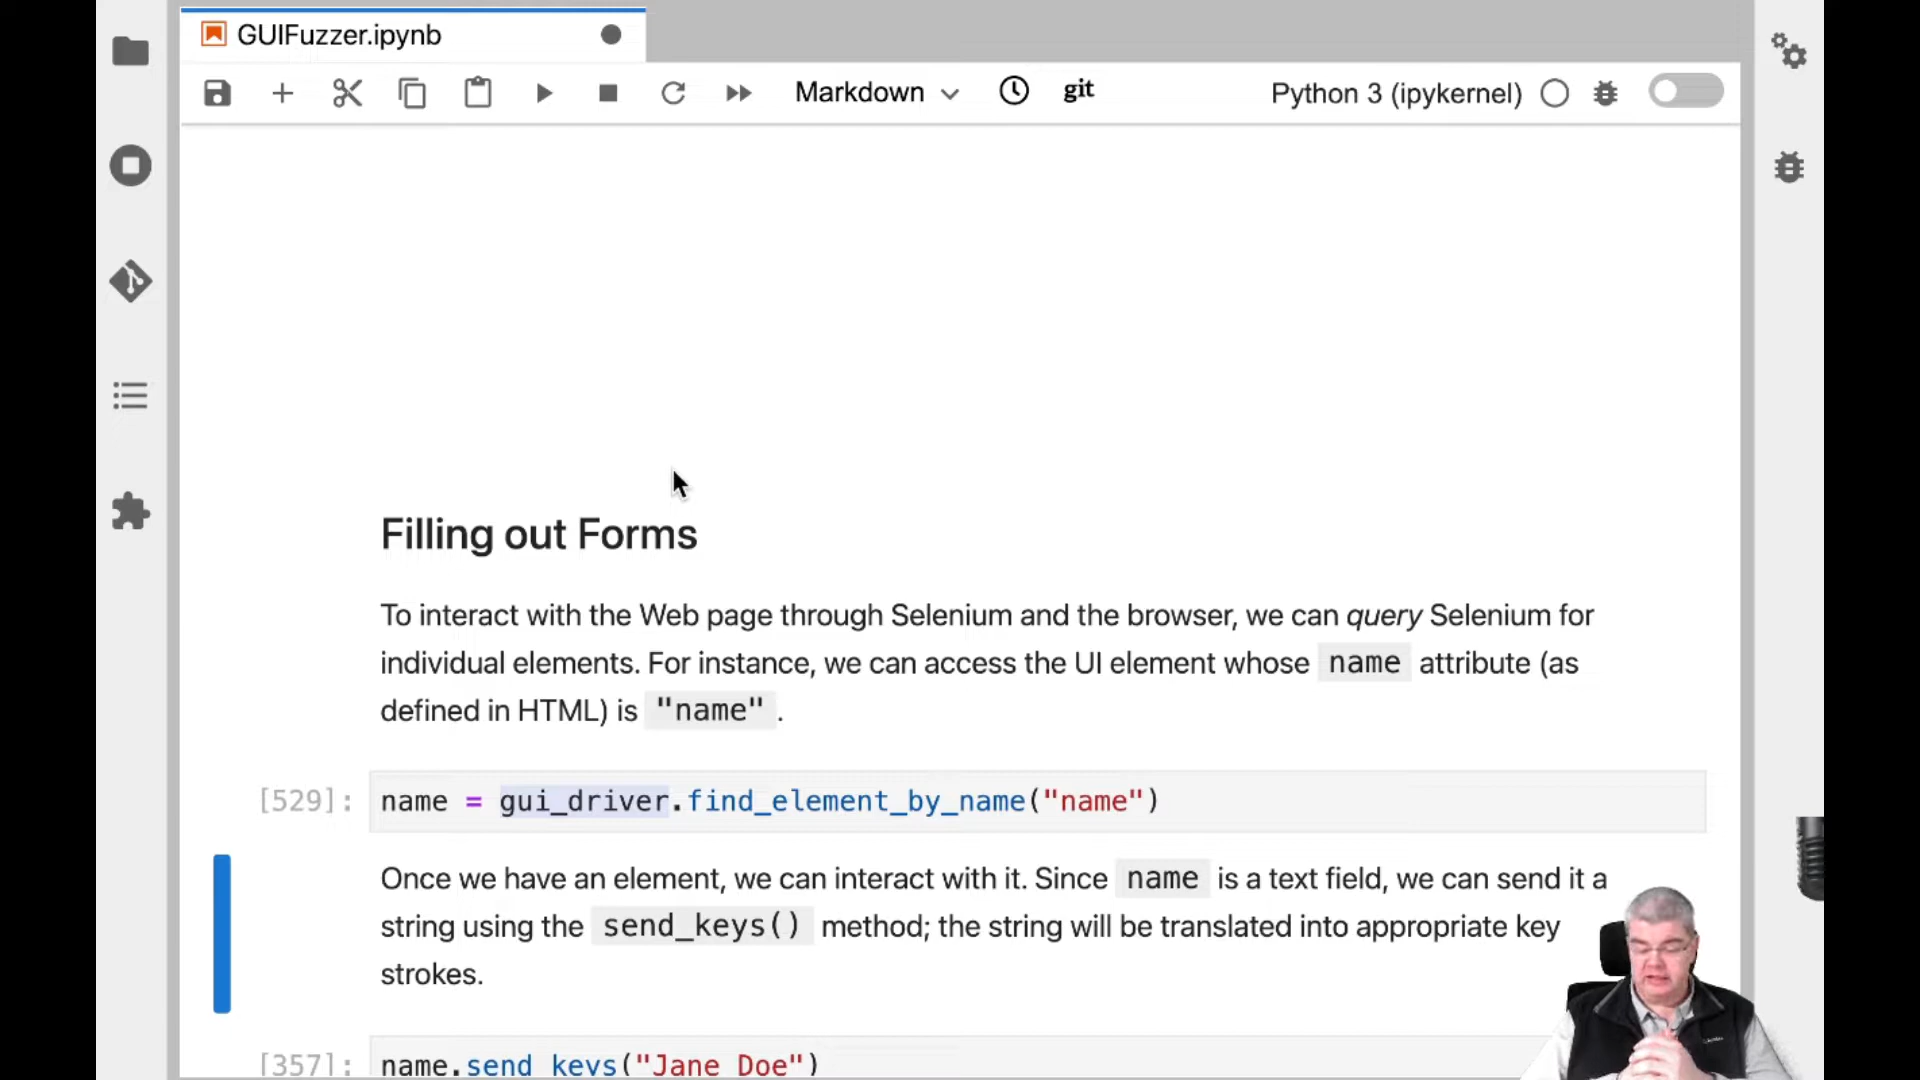 GUIFuzzer.ipynb
Markdown
git
Python 3 (ipykernel)
Filling out Forms
To interact with the Web page through Selenium and the browser, we can query Selenium for
individual elements. For instance, we can access the UI element whose name attribute (as
defined in HTML) is "name" .
[529]: name = gui_driver.find_element_by_name("name")
Once we have an element, we can interact with it. Since name is a text field, we can send it a
string using the send_keys() method; the string will be translated into appropriate key
strokes.
[357]: name.send_keys("Jane Doe")